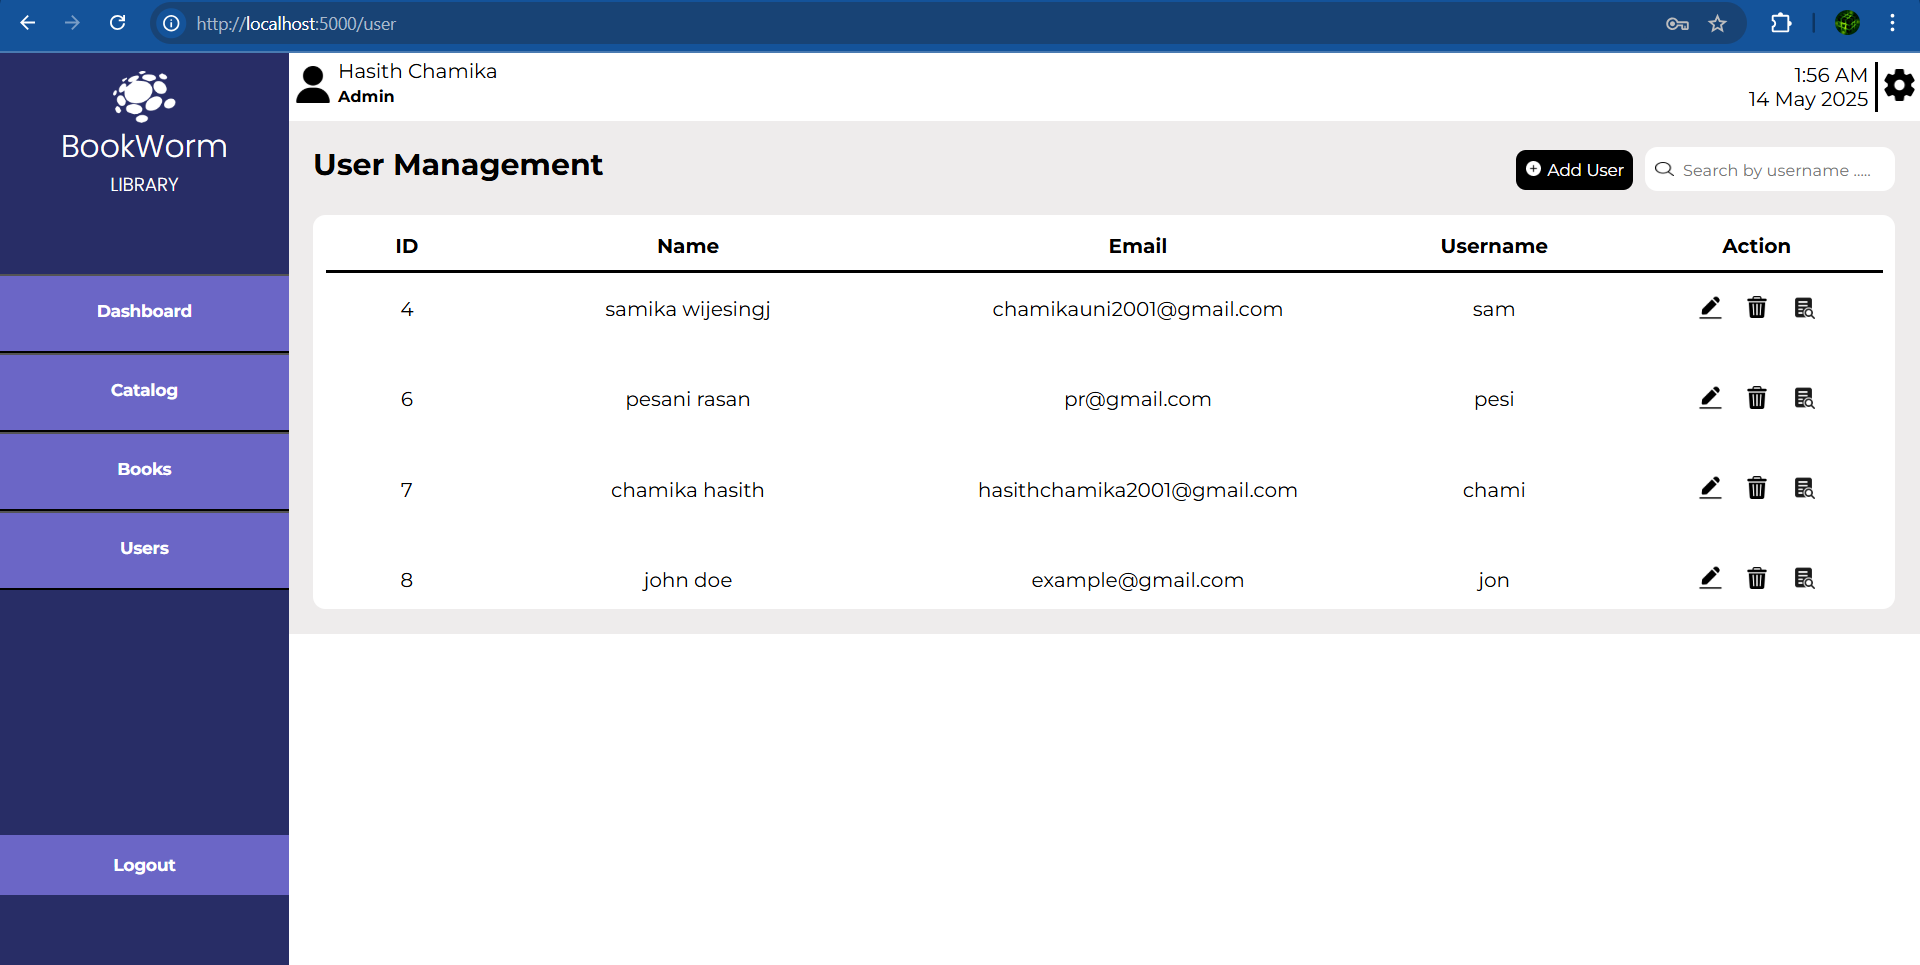 http://localhost:5000/user
BookWorm
LIBRARY
Dashboard
Catalog
Books
Users
Logout
Hasith Chamika
Admin
1:56 AM
14 May 2025
User Management
Add User
Search by username .....
ID Name Email Username Action
4 samika wijesingj chamikauni2001@gmail.com sam
6 pesani rasan pr@gmail.com pesi
7 chamika hasith hasithchamika2001@gmail.com chami
8 john doe example@gmail.com jon